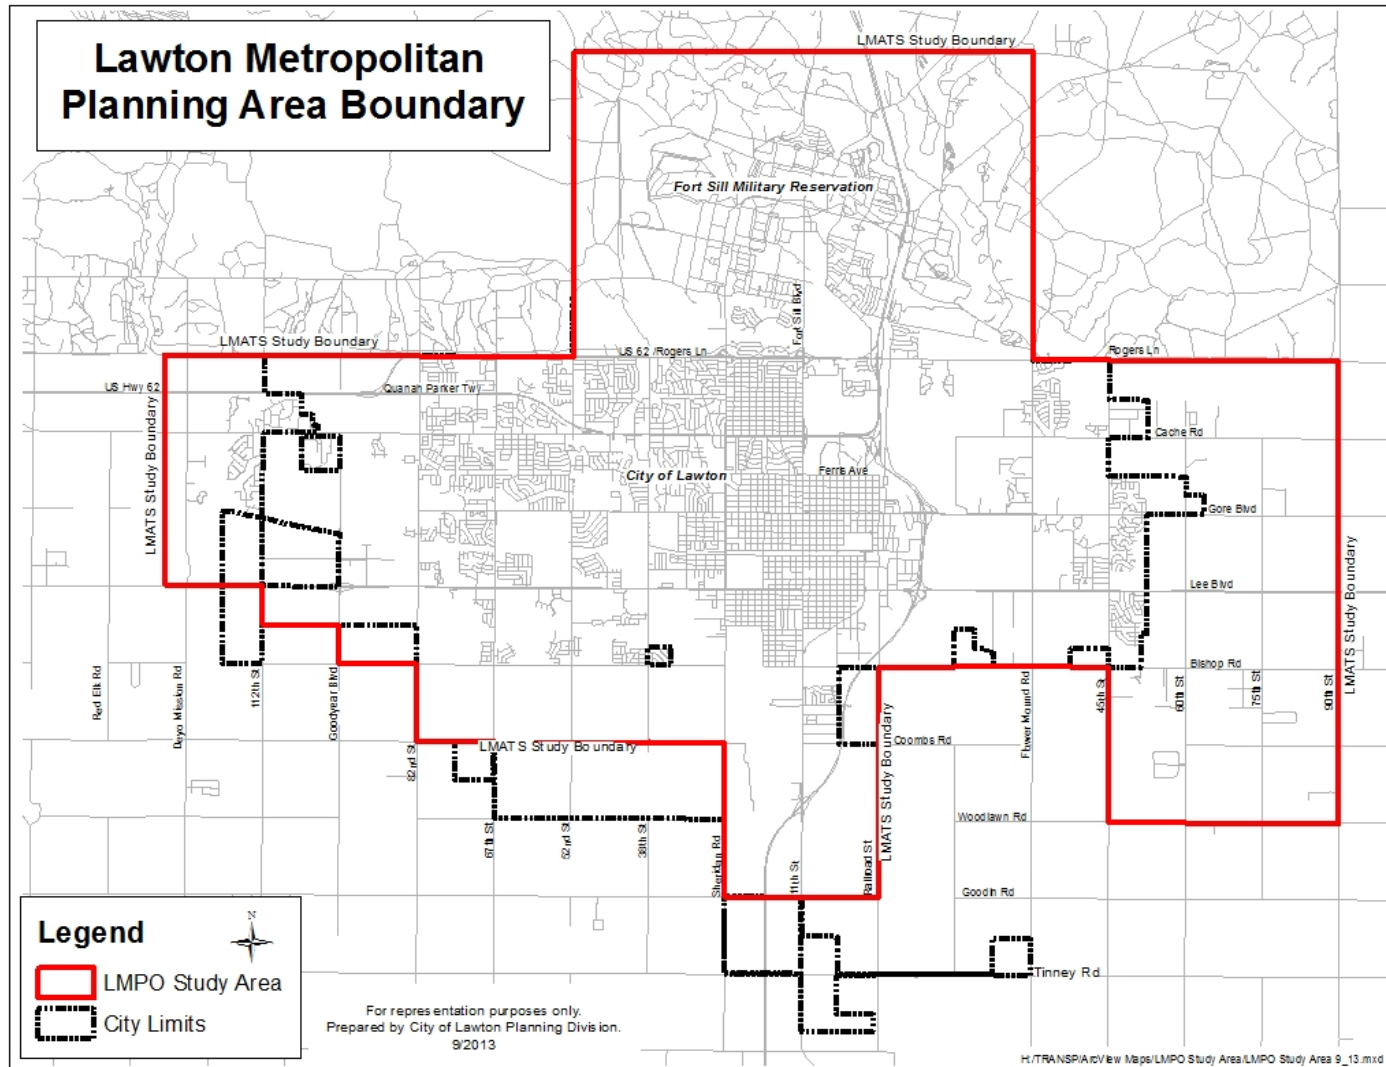 Lawton Metropolitan
Planning Area Boundary
LMATS Study Boundary
Fort Sill Military Reservation
Fort Sill Blvd
LMATS Study Boundary
US 62 /Rogers Ln
Rogers Ln
US Hwy 62
Quanah Parker Twy
LMATS Study Boundary
Cache Rd
City of Lawton
Ferris Ave
Gore Blvd
LMATS Study Boundary
Lee Blvd
Bishop Rd
Red Elk Rd
Deyo Mission Rd
112th St
Goodyear Blvd
82nd St
LMATS Study Boundary
LMATS Study Boundary
Coombs Rd
Flower Mound Rd
45th St
60th St
75th St
90th St
67th St
52nd St
38th St
Sheridan Rd
11th St
Railroad St
Woodlawn Rd
Goodin Rd
Tinney Rd
Legend
N
LMPO Study Area
City Limits
For representation purposes only.
Prepared by City of Lawton Planning Division.
9/2013
H:/TRANSP/ArcView Maps/LMPO Study Area/LMPO Study Area 9_13.mxd